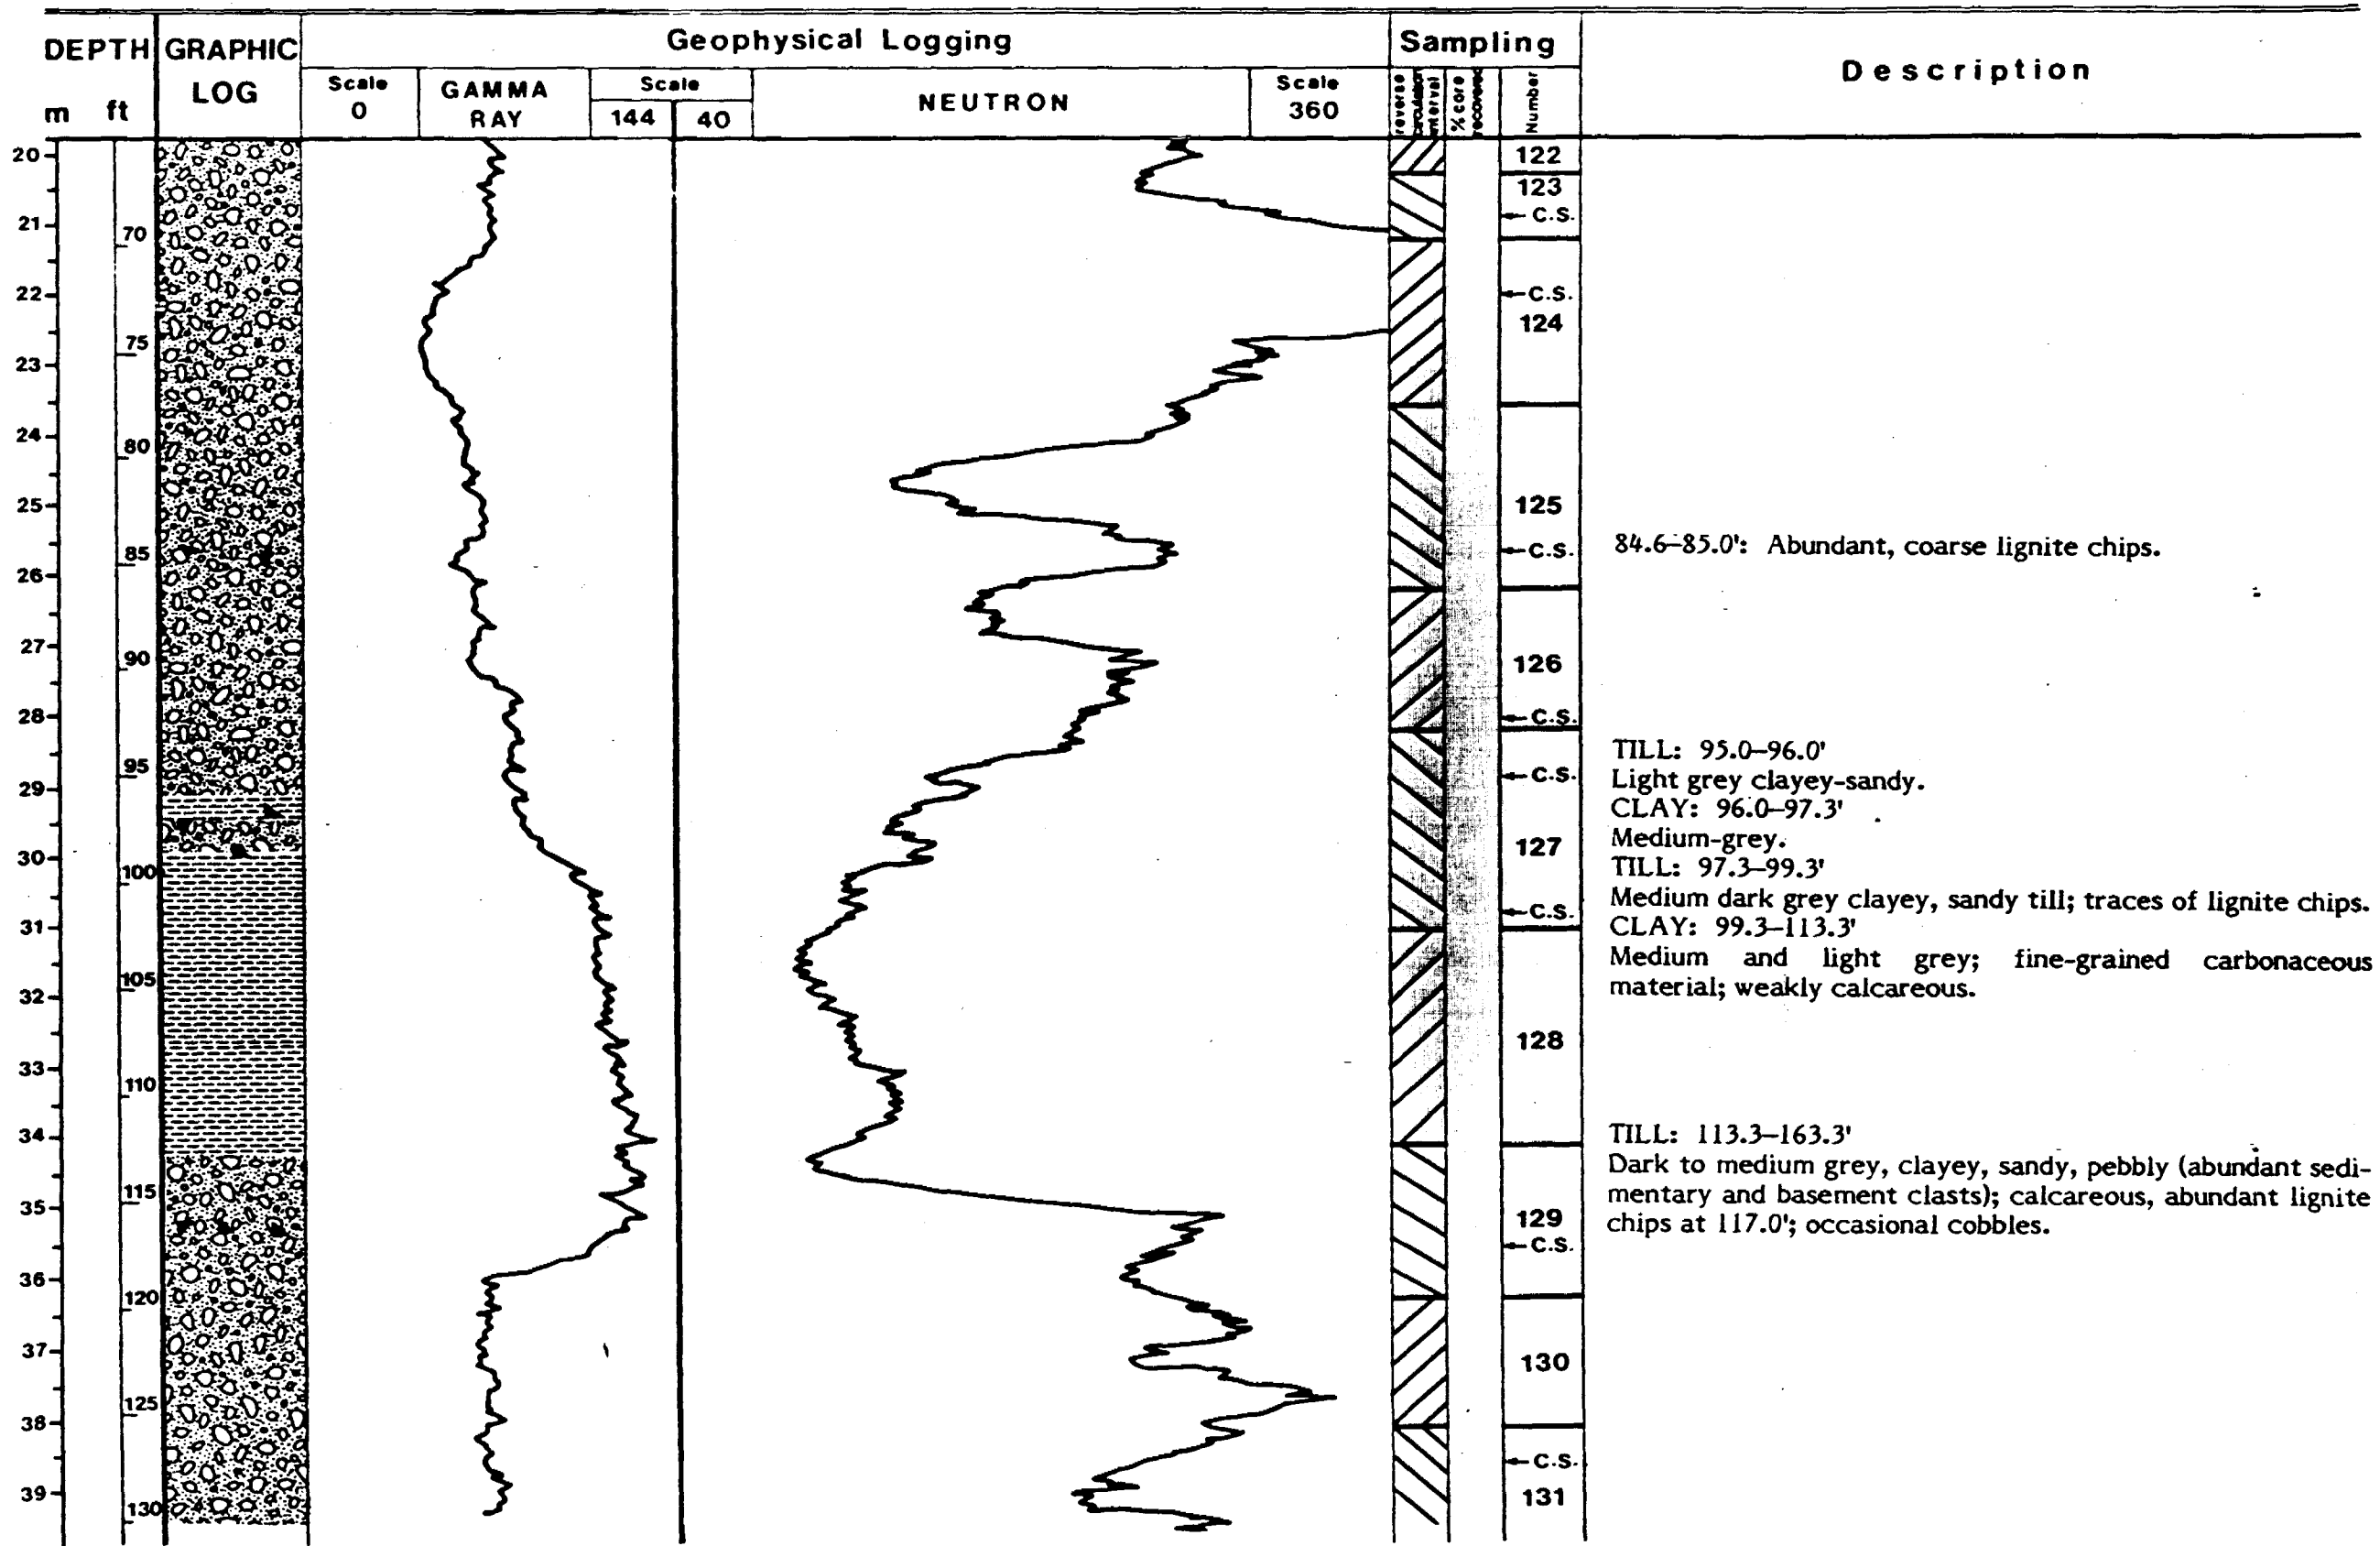 Geophysical Logging
Sampling
DEPTH
GRAPHIC
LOG
Description
m ft
Scale
0
GAMMA
RAY
Scale
144
40
NEUTRON
Scale
360
reverse
circulation
interval
% core
recovered
Number
20
21
22
23
24
25
26
27
28
29
30
31
32
33
34
35
36
37
38
39
70
75
80
85
90
95
100
105
110
115
120
125
130
122
123
C.S.
C.S.
124
125
C.S.
126
C.S.
C.S.
127
C.S.
128
129
C.S.
130
C.S.
131
84.6–85.0': Abundant, coarse lignite chips.
TILL: 95.0–96.0'
Light grey clayey-sandy.
CLAY: 96.0–97.3'
Medium-grey.
TILL: 97.3–99.3'
Medium dark grey clayey, sandy till; traces of lignite chips.
CLAY: 99.3–113.3'
Medium and light grey; fine-grained carbonaceous
material; weakly calcareous.
TILL: 113.3–163.3'
Dark to medium grey, clayey, sandy, pebbly (abundant sedi-
mentary and basement clasts); calcareous, abundant lignite
chips at 117.0'; occasional cobbles.